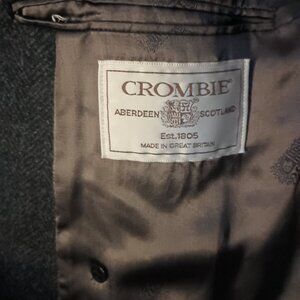 CROMBIE
ABERDEEN SCOTLAND
Est.1805
MADE IN GREAT BRITAIN